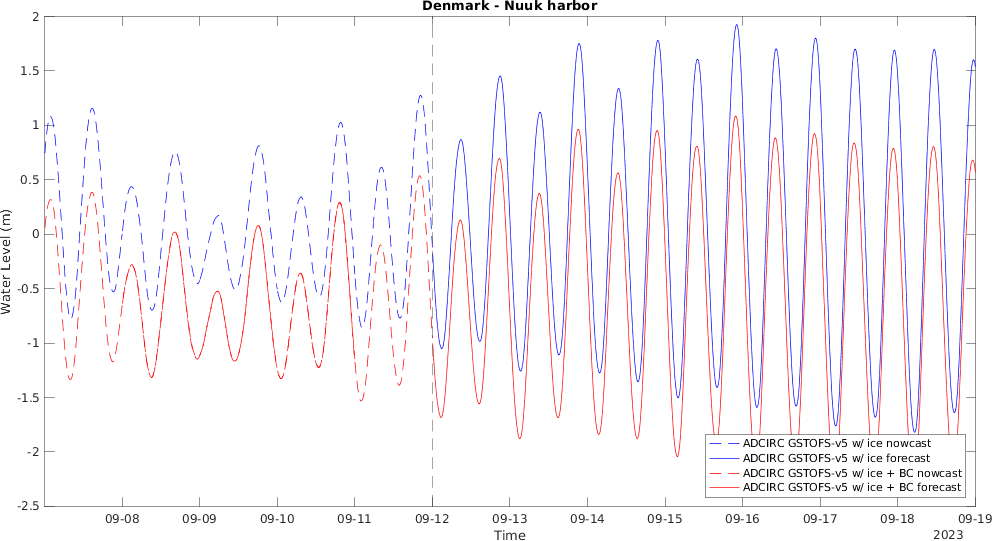 Denmark - Nuuk harbor
2
1.5
1
0.5
0
-0.5
-1
-1.5
-2
-2.5
Water Level (m)
ADCIRC GSTOFS-v5 w/ ice nowcast
ADCIRC GSTOFS-v5 w/ ice forecast
ADCIRC GSTOFS-v5 w/ ice + BC nowcast
ADCIRC GSTOFS-v5 w/ ice + BC forecast
09-08 09-09 09-10 09-11 09-12 09-13 09-14 09-15 09-16 09-17 09-18 09-19
Time
2023